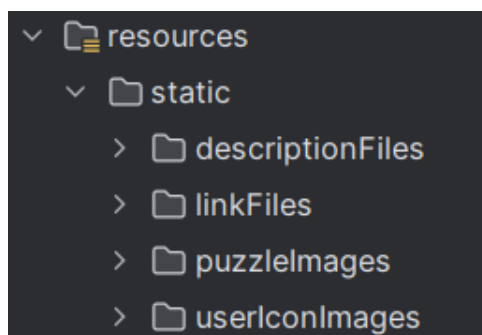 resources
static
descriptionFiles
linkFiles
puzzleImages
userIconImages